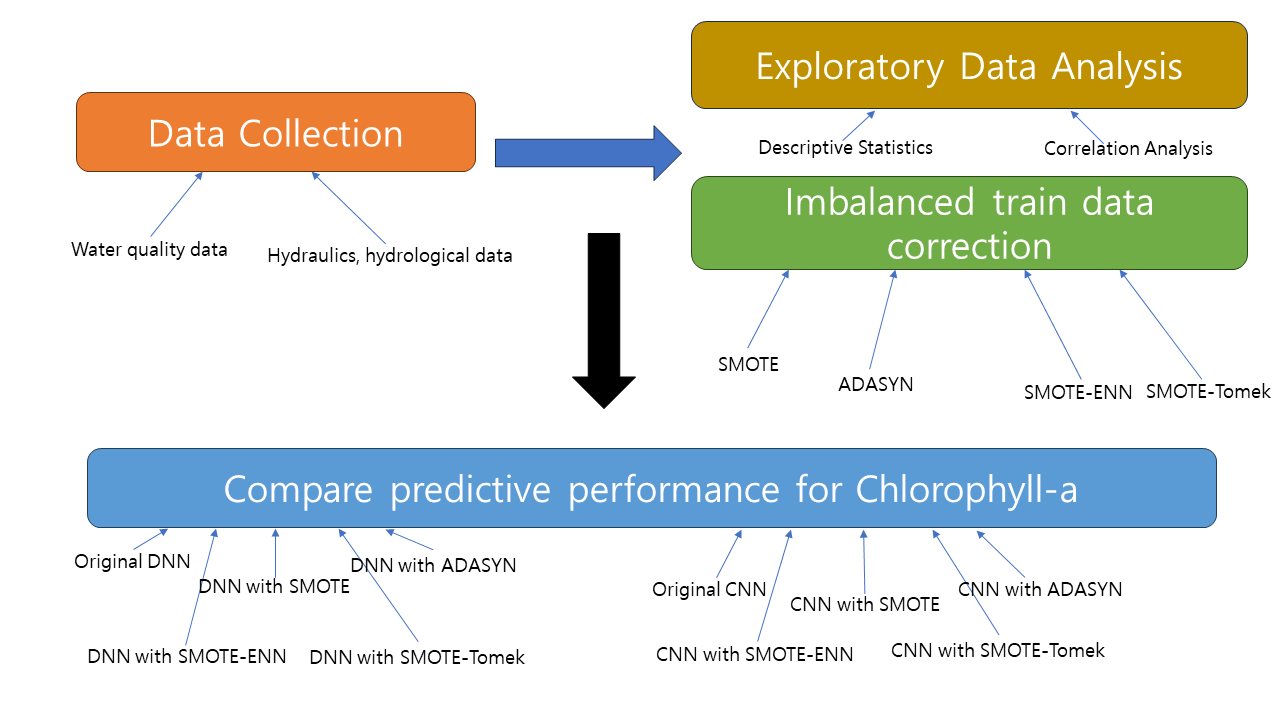 Exploratory Data Analysis
Data Collection
Descriptive Statistics
Correlation Analysis
Imbalanced train data
correction
Water quality data
Hydraulics, hydrological data
SMOTE
ADASYN
SMOTE-ENN
SMOTE-Tomek
Compare predictive performance for Chlorophyll-a
Original DNN
DNN with SMOTE
DNN with ADASYN
DNN with SMOTE-ENN
DNN with SMOTE-Tomek
Original CNN
CNN with SMOTE
CNN with ADASYN
CNN with SMOTE-ENN
CNN with SMOTE-Tomek